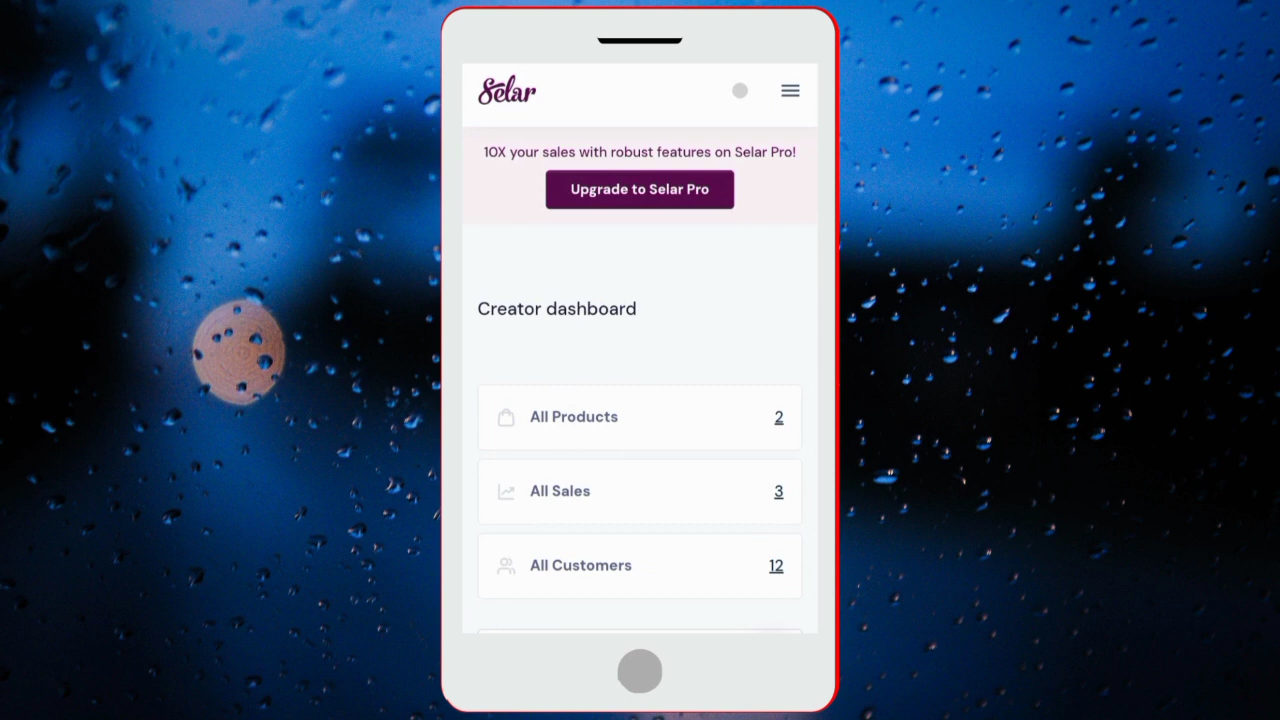 Selar
10X your sales with robust features on Selar Pro!
Upgrade to Selar Pro
Creator dashboard
All Products 2
All Sales 3
All Customers 12